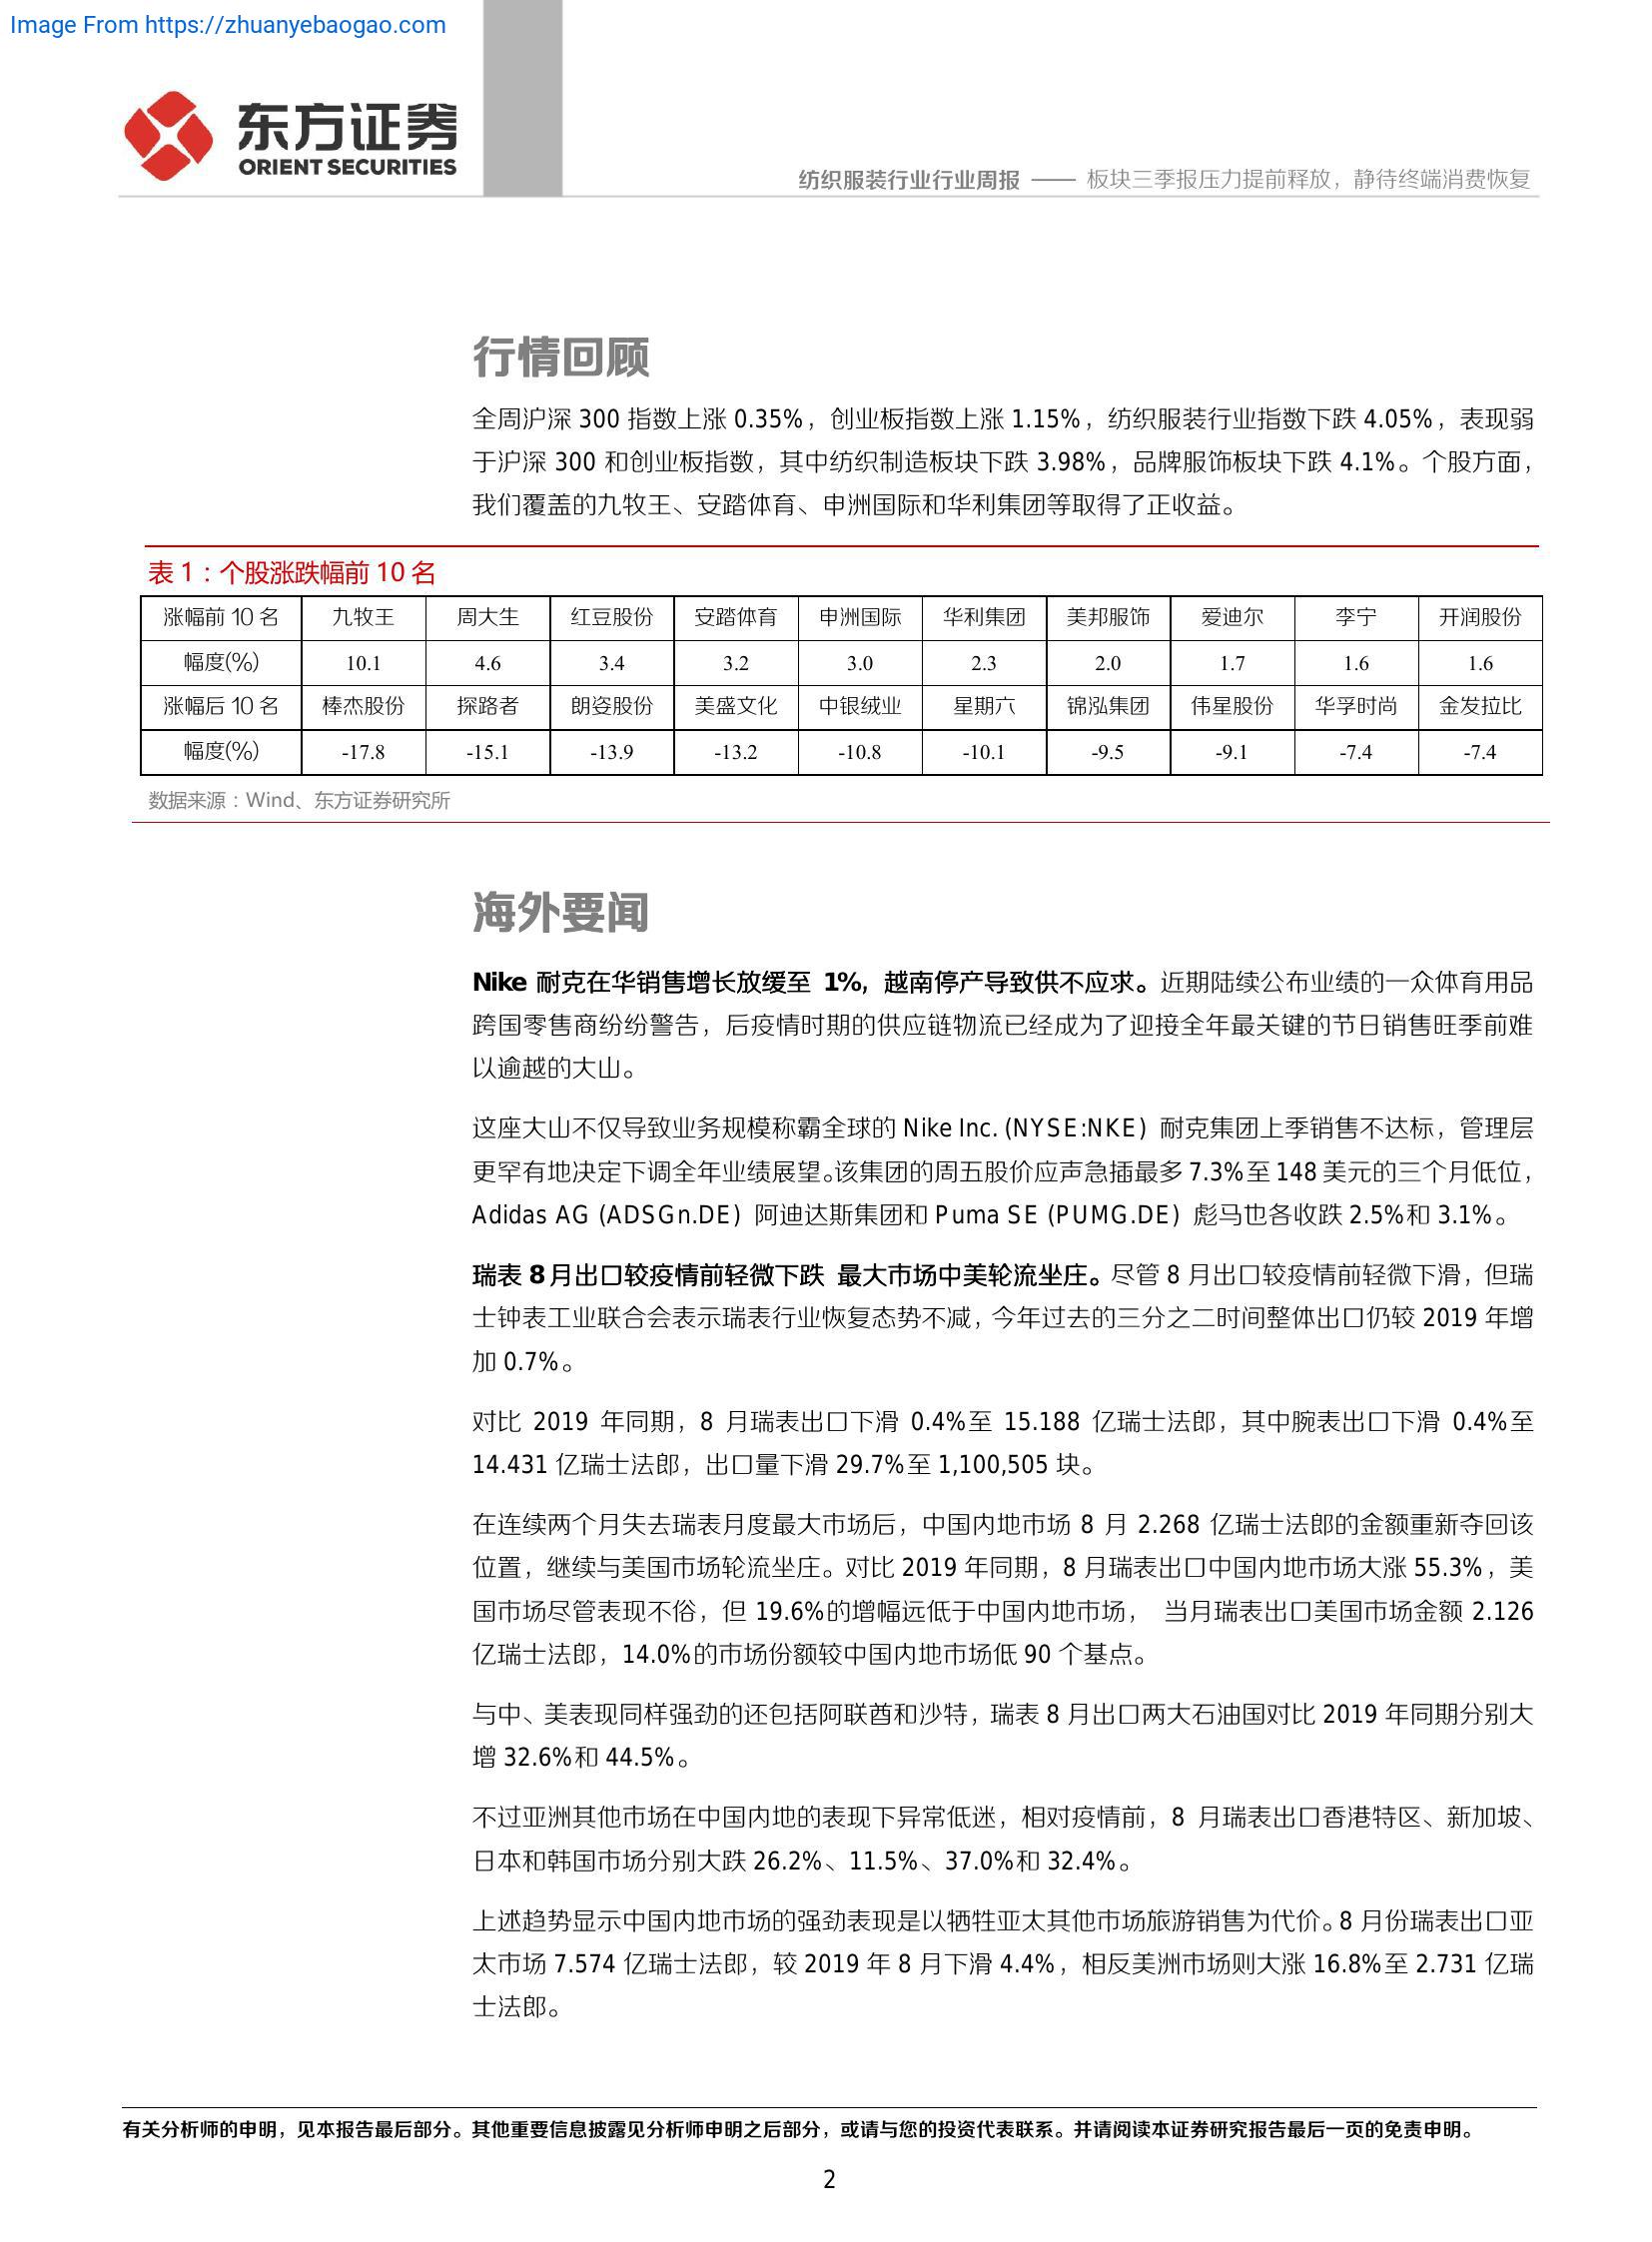 Image From https://zhuanyebaogao.com
东方证券
ORIENT SECURITIES
纺织服装行业行业周报 —— 板块三季报压力提前释放，静待终端消费恢复
行情回顾
全周沪深 300 指数上涨 0.35%，创业板指数上涨 1.15%，纺织服装行业指数下跌 4.05%，表现弱
于沪深 300 和创业板指数，其中纺织制造板块下跌 3.98%，品牌服饰板块下跌 4.1%。个股方面，
我们覆盖的九牧王、安踏体育、申洲国际和华利集团等取得了正收益。
表 1：个股涨跌幅前 10 名
涨幅前 10 名 九牧王 周大生 红豆股份 安踏体育 申洲国际 华利集团 美邦服饰 爱迪尔 李宁 开润股份
幅度(%) 10.1 4.6 3.4 3.2 3.0 2.3 2.0 1.7 1.6 1.6
涨幅后 10 名 棒杰股份 探路者 朗姿股份 美盛文化 中银绒业 星期六 锦泓集团 伟星股份 华孚时尚 金发拉比
幅度(%) -17.8 -15.1 -13.9 -13.2 -10.8 -10.1 -9.5 -9.1 -7.4 -7.4
数据来源：Wind、东方证券研究所
海外要闻
Nike 耐克在华销售增长放缓至 1%，越南停产导致供不应求。近期陆续公布业绩的一众体育用品
跨国零售商纷纷警告，后疫情时期的供应链物流已经成为了迎接全年最关键的节日销售旺季前难
以逾越的大山。
这座大山不仅导致业务规模称霸全球的 Nike Inc. (NYSE:NKE) 耐克集团上季销售不达标，管理层
更罕有地决定下调全年业绩展望。该集团的周五股价应声急插最多 7.3%至 148 美元的三个月低位，
Adidas AG (ADSGn.DE) 阿迪达斯集团和 Puma SE (PUMG.DE) 彪马也各收跌 2.5%和 3.1%。
瑞表 8 月出口较疫情前轻微下跌 最大市场中美轮流坐庄。尽管 8 月出口较疫情前轻微下滑，但瑞
士钟表工业联合会表示瑞表行业恢复态势不减，今年过去的三分之二时间整体出口仍较 2019 年增
加 0.7%。
对比 2019 年同期，8 月瑞表出口下滑 0.4%至 15.188 亿瑞士法郎，其中腕表出口下滑 0.4%至
14.431 亿瑞士法郎，出口量下滑 29.7%至 1,100,505 块。
在连续两个月失去瑞表月度最大市场后，中国内地市场 8 月 2.268 亿瑞士法郎的金额重新夺回该
位置，继续与美国市场轮流坐庄。对比 2019 年同期，8 月瑞表出口中国内地市场大涨 55.3%，美
国市场尽管表现不俗，但 19.6%的增幅远低于中国内地市场， 当月瑞表出口美国市场金额 2.126
亿瑞士法郎，14.0%的市场份额较中国内地市场低 90 个基点。
与中、美表现同样强劲的还包括阿联酋和沙特，瑞表 8 月出口两大石油国对比 2019 年同期分别大
增 32.6%和 44.5%。
不过亚洲其他市场在中国内地的表现下异常低迷，相对疫情前，8 月瑞表出口香港特区、新加坡、
日本和韩国市场分别大跌 26.2%、11.5%、37.0%和 32.4%。
上述趋势显示中国内地市场的强劲表现是以牺牲亚太其他市场旅游销售为代价。8 月份瑞表出口亚
太市场 7.574 亿瑞士法郎，较 2019 年 8 月下滑 4.4%，相反美洲市场则大涨 16.8%至 2.731 亿瑞
士法郎。
有关分析师的申明，见本报告最后部分。其他重要信息披露见分析师申明之后部分，或请与您的投资代表联系。并请阅读本证券研究报告最后一页的免责申明。
2